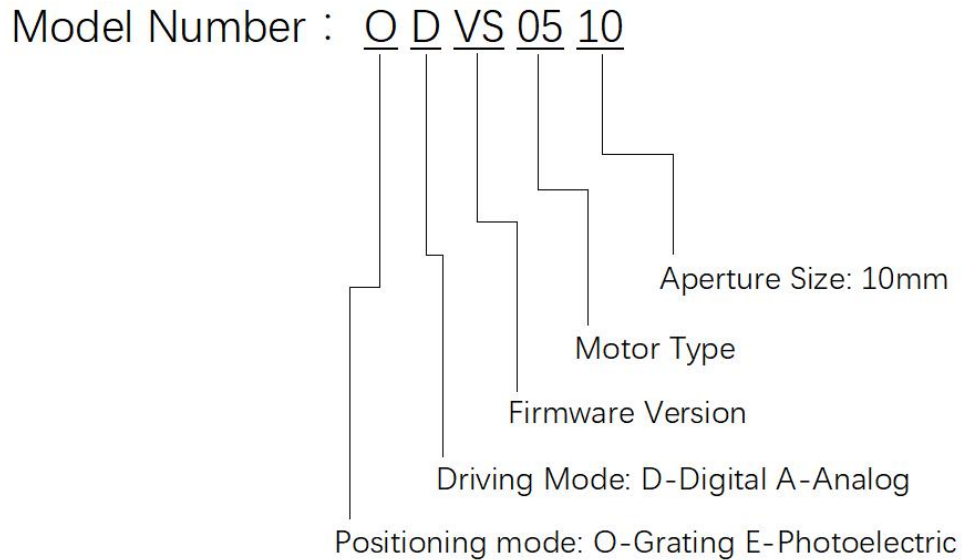 Model Number : O D VS 05 10
Aperture Size: 10mm
Motor Type
Firmware Version
Driving Mode: D-Digital A-Analog
Positioning mode: O-Grating E-Photoelectric